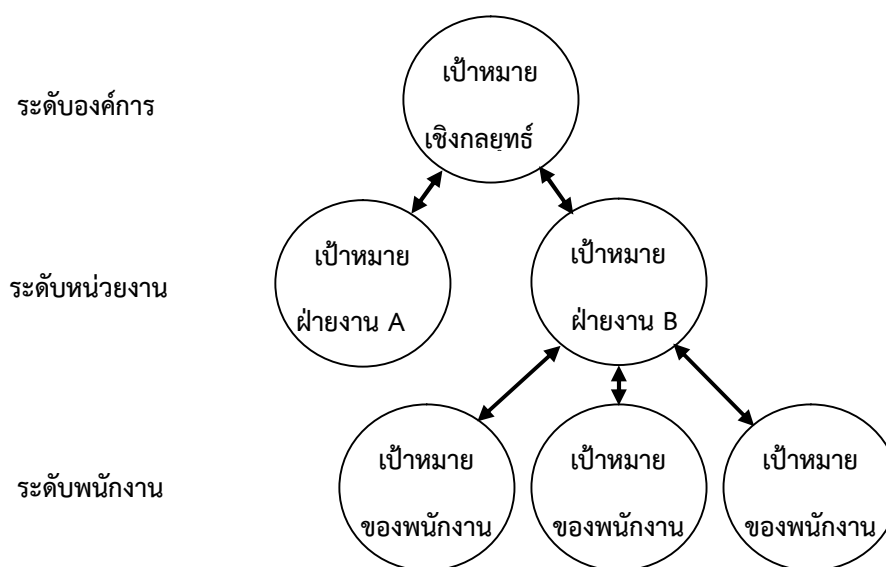 ระดับองค์การ
เป้าหมาย
เชิงกลยุทธ์
ระดับหน่วยงาน
เป้าหมาย
ฝ่ายงาน A
เป้าหมาย
ฝ่ายงาน B
ระดับพนักงาน
เป้าหมาย
ของพนักงาน
เป้าหมาย
ของพนักงาน
เป้าหมาย
ของพนักงาน